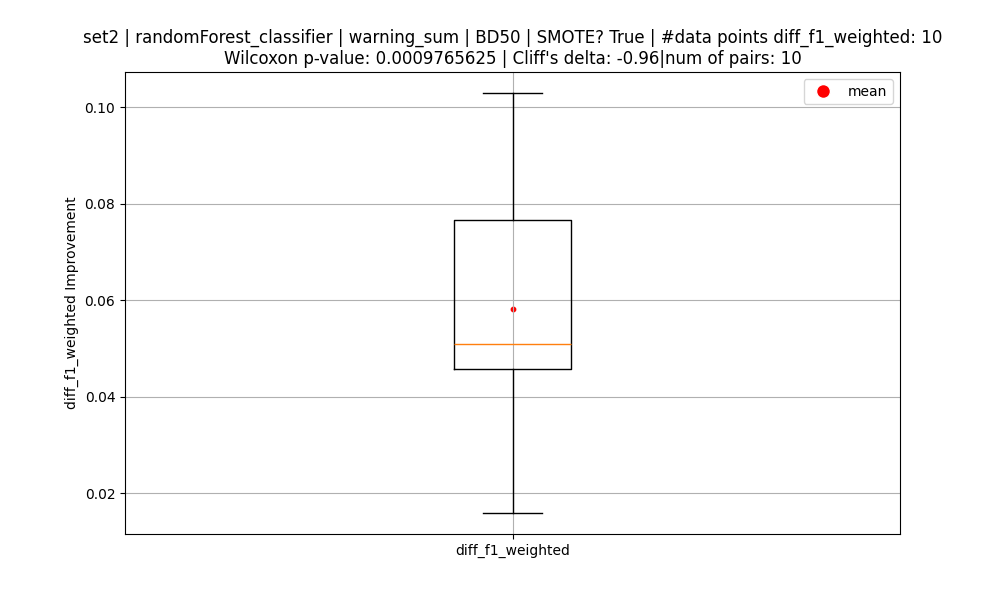 set2 | randomForest_classifier | warning_sum | BD50 | SMOTE? True | #data points diff_f1_weighted: 10
Wilcoxon p-value: 0.0009765625 | Cliff's delta: -0.96|num of pairs: 10
mean
0.10
0.08
0.06
0.04
0.02
diff_f1_weighted Improvement
diff_f1_weighted